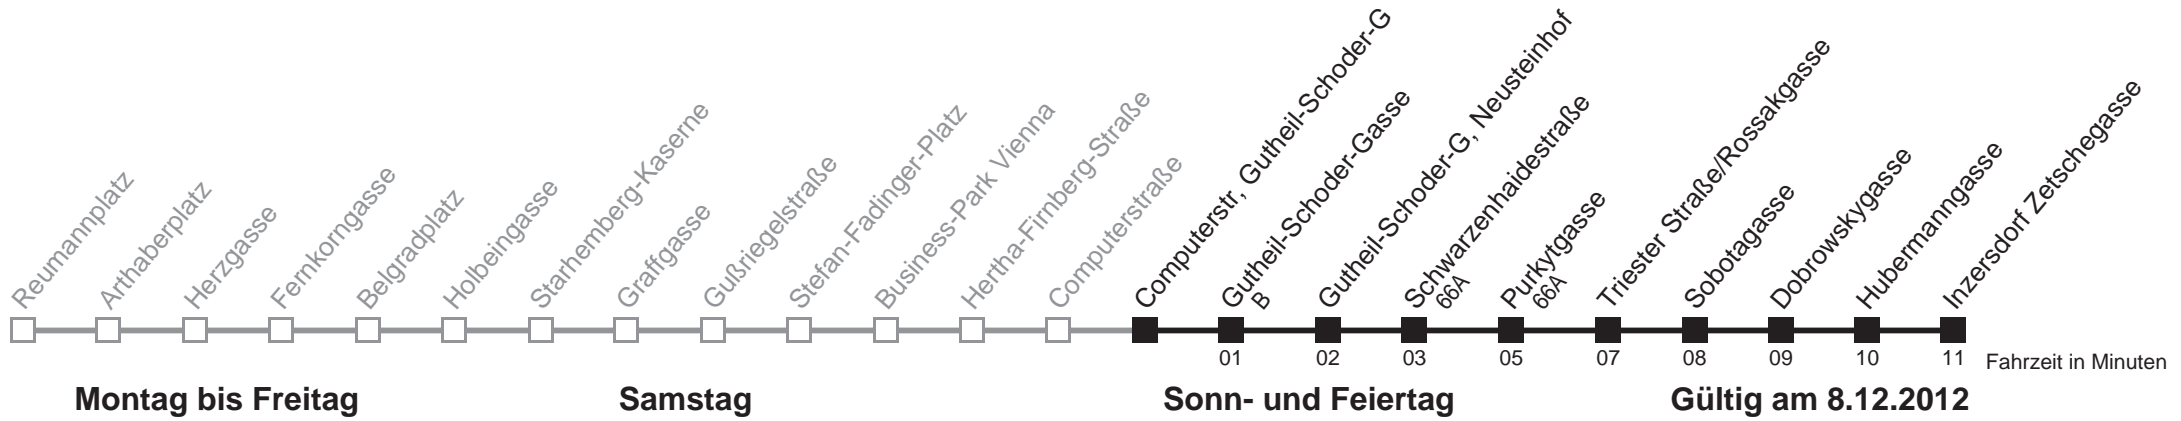 Reumannplatz
Arthaberplatz
Herzgasse
Fernkorngasse
Belgradplatz
Holbeingasse
Starhemberg-Kaserne
Graffgasse
Gußriegelstraße
Stefan-Fadinger-Platz
Business-Park Vienna
Hertha-Firnberg-Straße
Computerstraße
Computerstr, Gutheil-Schoder-G
Gutheil-Schoder-Gasse
B
Gutheil-Schoder-G, Neusteinhof
Schwarzenhaidestraße
66A
Purkytgasse
66A
Triester Straße/Rossakgasse
Sobotagasse
Dobrowskygasse
Hubermanngasse
Inzersdorf Zetschegasse
01 02 03 05 07 08 09 10 11 Fahrzeit in Minuten
Montag bis Freitag Samstag Sonn- und Feiertag Gültig am 8.12.2012